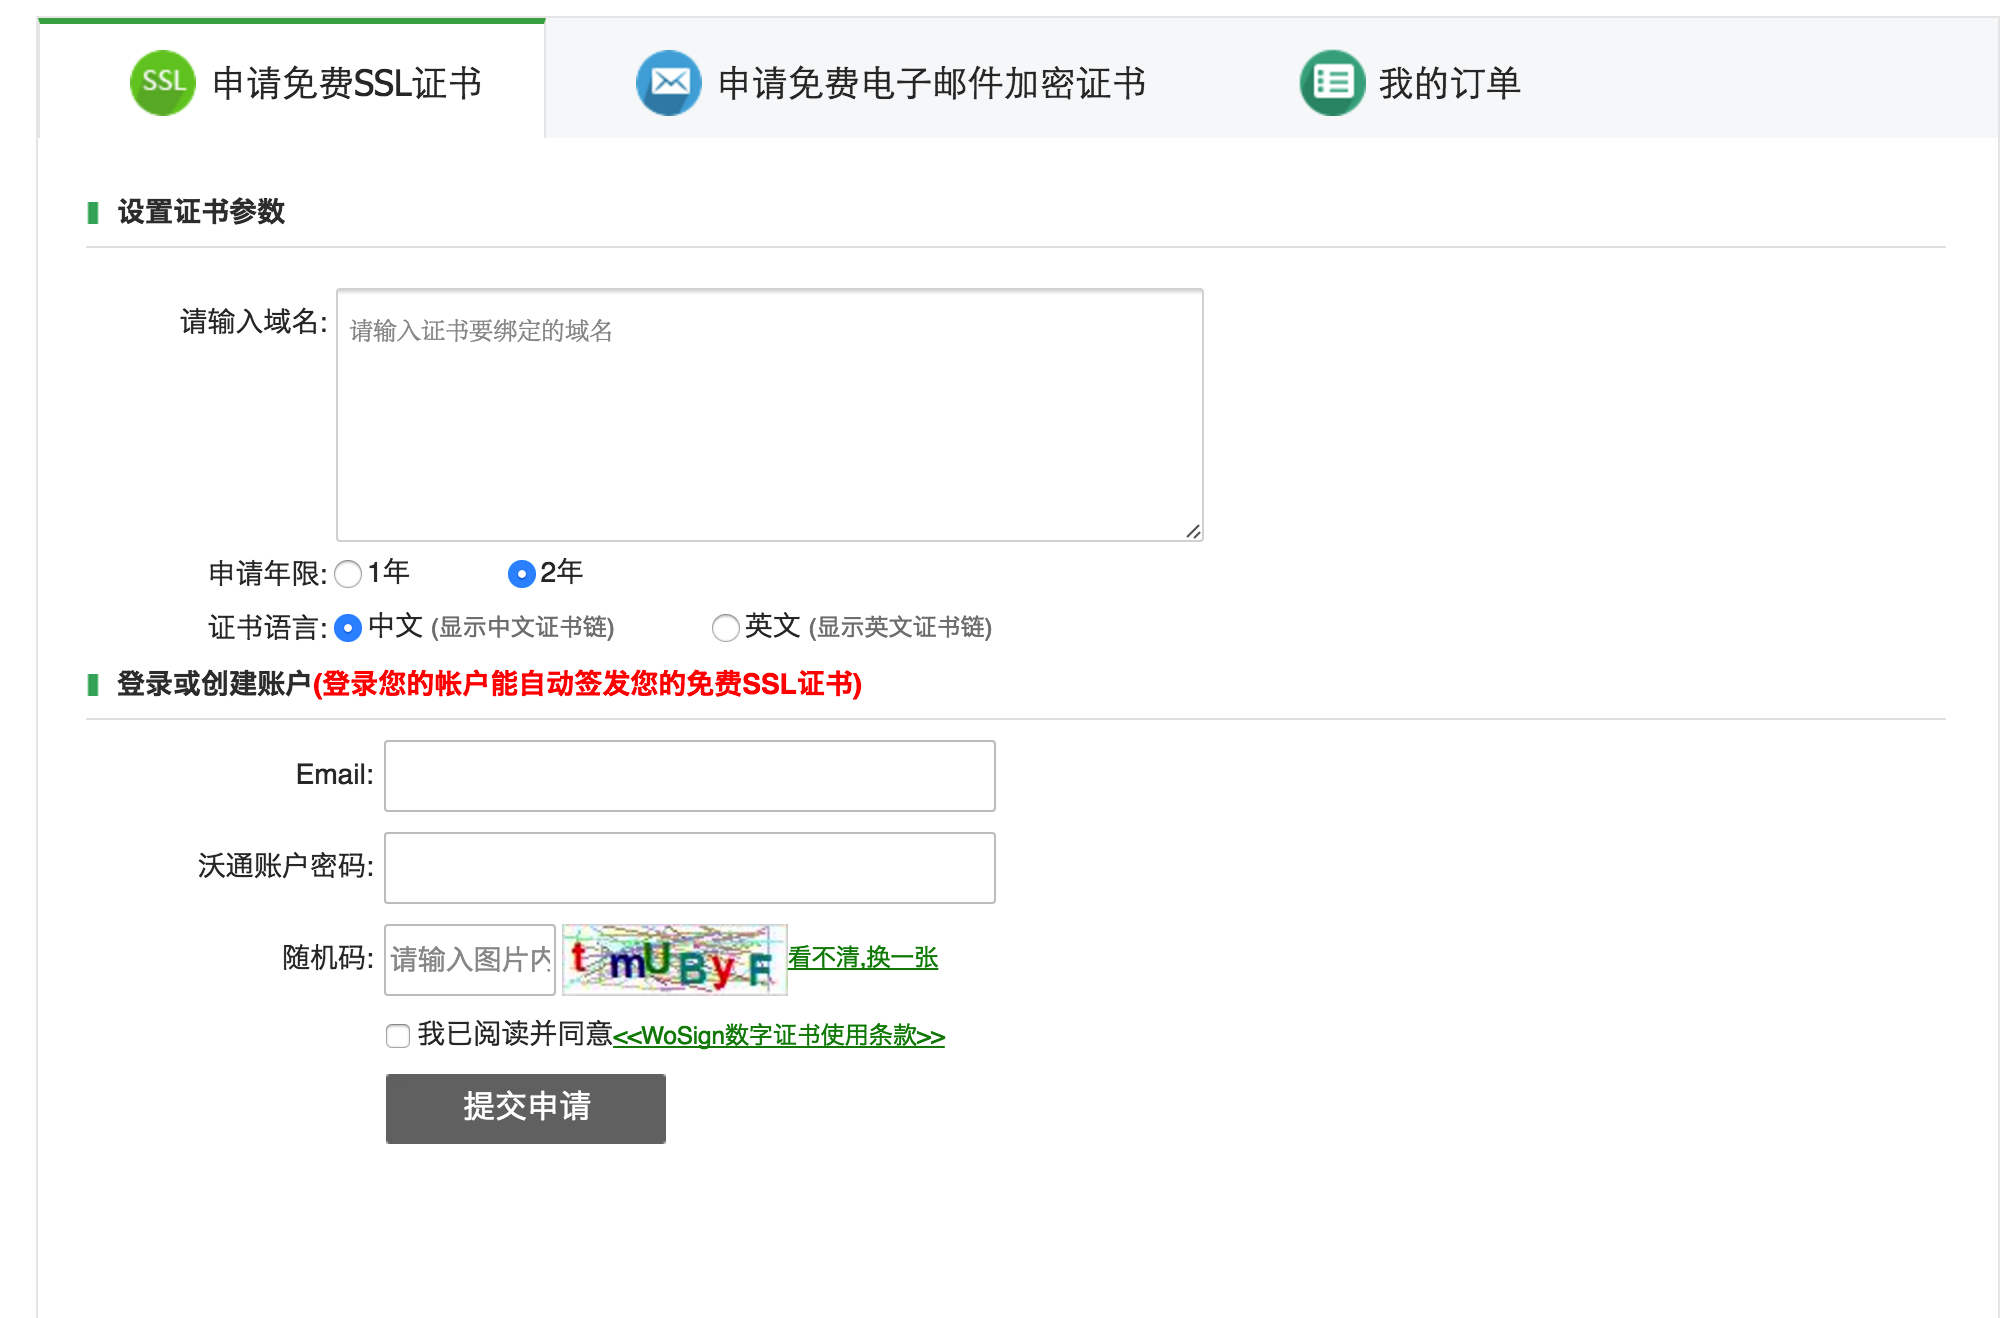 SSL 申请免费SSL证书 申请免费电子邮件加密证书 我的订单
设置证书参数
请输入域名: 请输入证书要绑定的域名
申请年限: 1年 2年
证书语言: 中文 (显示中文证书链) 英文 (显示英文证书链)
登录或创建账户(登录您的帐户能自动签发您的免费SSL证书)
Email:
沃通账户密码:
随机码: 请输入图片内 tmUByF 看不清,换一张
我已阅读并同意<<WoSign数字证书使用条款>>
提交申请